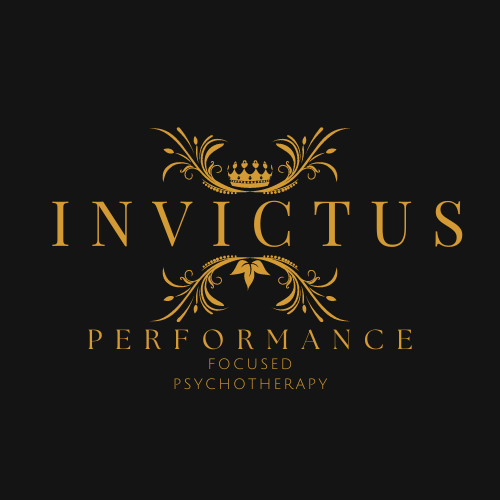 INVICTUS
PERFORMANCE
FOCUSED
PSYCHOTHERAPY